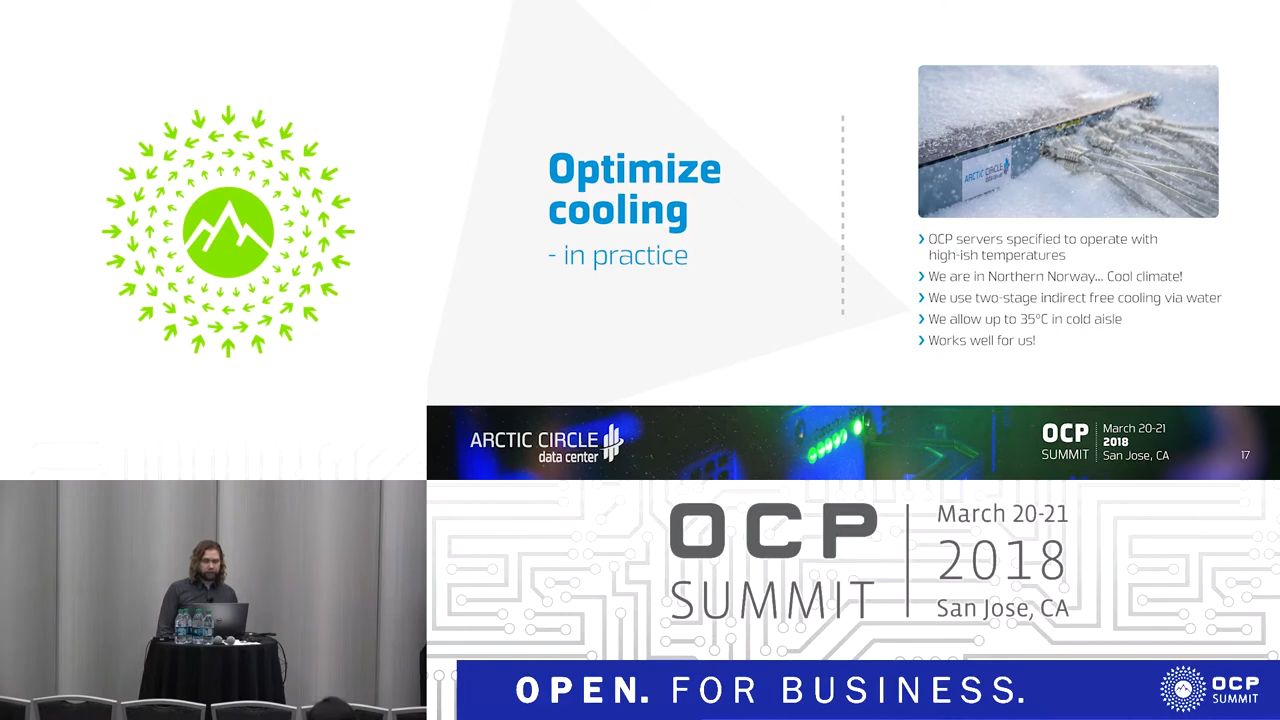 Optimize
cooling
- in practice
ARCTIC CIRCLE
› OCP servers specified to operate with
high-ish temperatures
› We are in Northern Norway... Cool climate!
› We use two-stage indirect free cooling via water
› We allow up to 35°C in cold aisle
› Works well for us!
ARCTIC CIRCLE
data center
OCP
SUMMIT
March 20-21
2018
San Jose, CA
17
OCP
SUMMIT
March 20-21
2018
San Jose, CA
OPEN. FOR BUSINESS.
OCP
SUMMIT